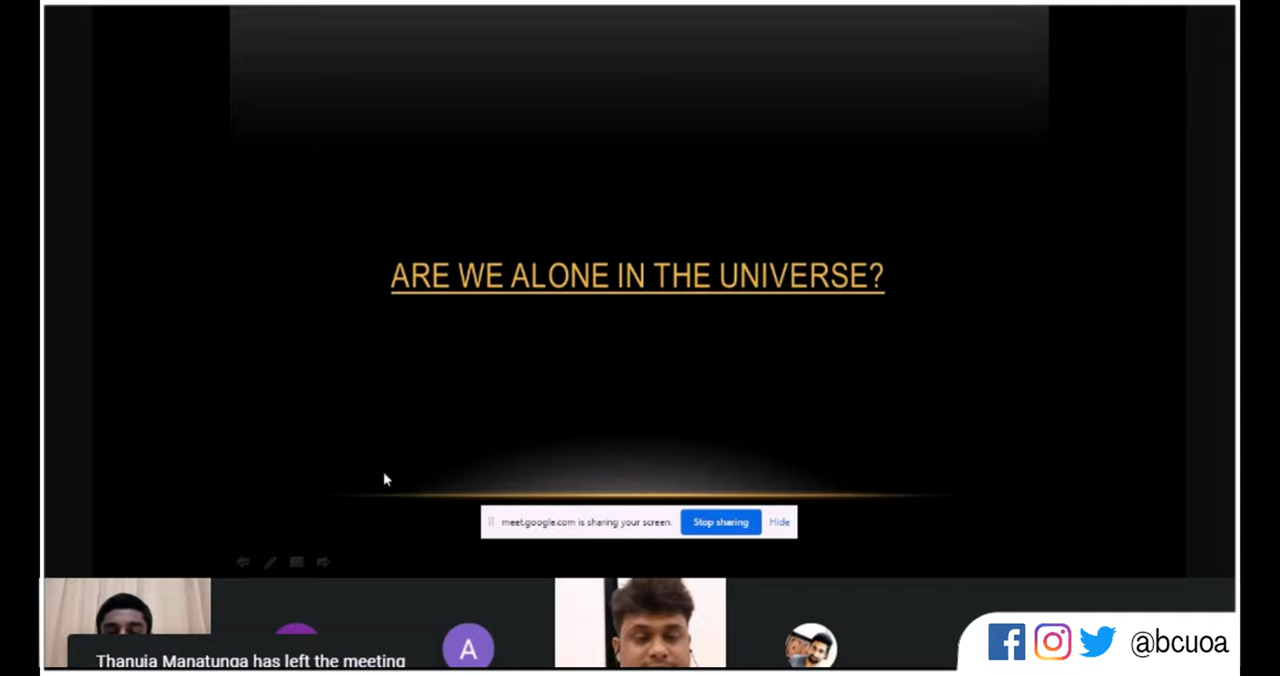 ARE WE ALONE IN THE UNIVERSE?
meet.google.com is sharing your screen. Stop sharing Hide
A
Thanuja Manatunga has left the meeting
@bcuoa